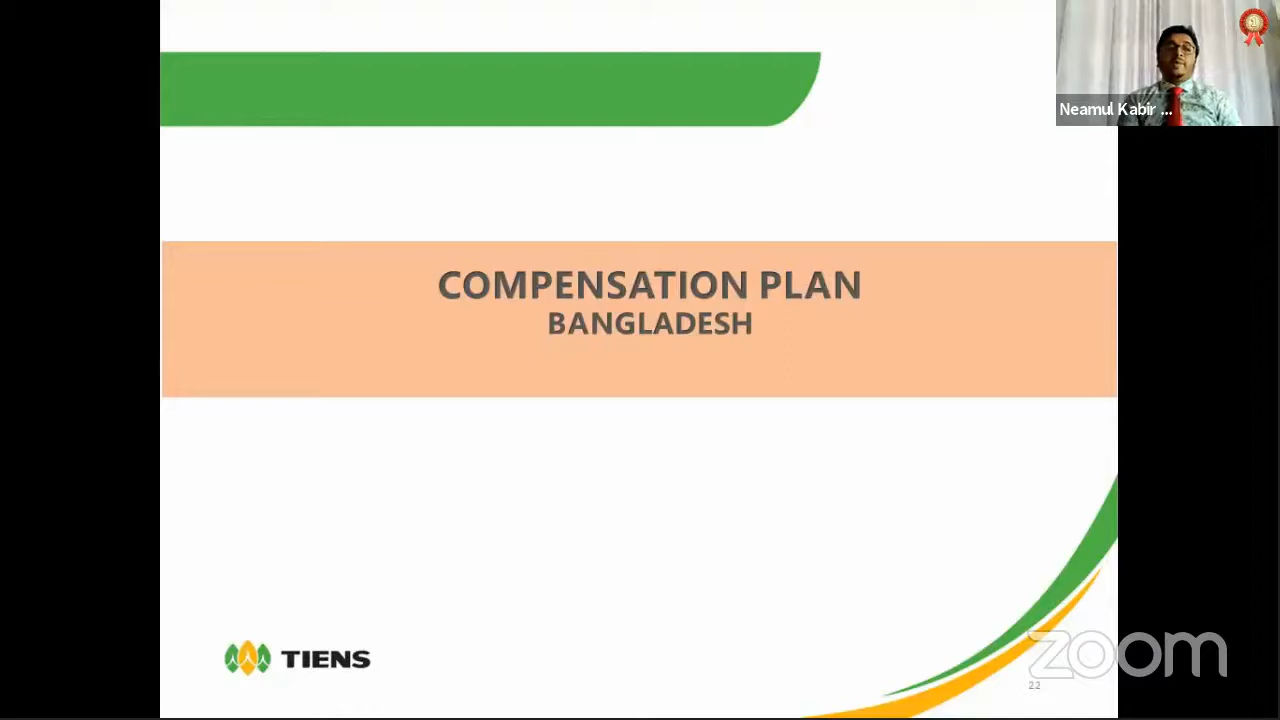 Neamul Kabir ...
COMPENSATION PLAN
BANGLADESH
TIENS
zoom
22